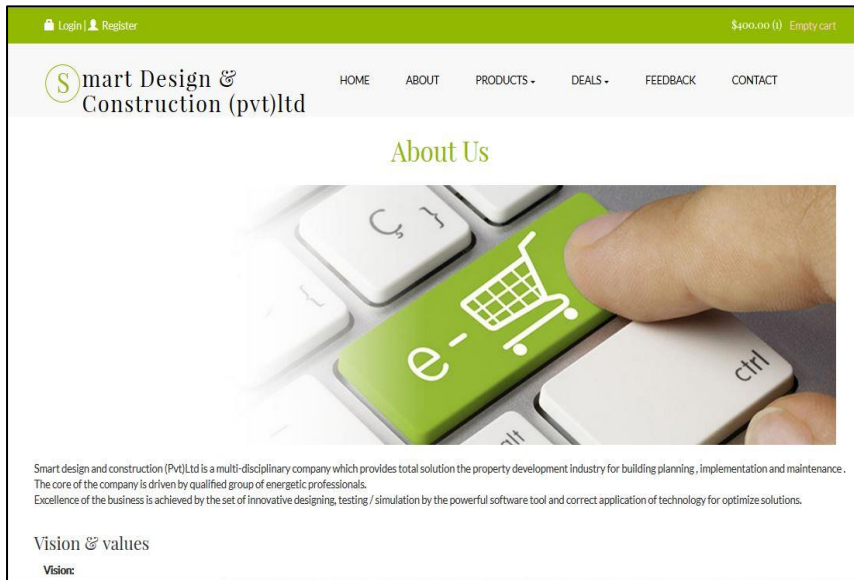 Login | Register
$400.00 (1) Empty cart
Smart Design &
Construction (pvt)ltd
HOME ABOUT PRODUCTS DEALS FEEDBACK CONTACT
About Us
Ç }
e-
ctrl
alt
Smart design and construction (Pvt)Ltd is a multi-disciplinary company which provides total solution the property development industry for building planning , implementation and maintenance .
The core of the company is driven by qualified group of energetic professionals.
Excellence of the business is achieved by the set of innovative designing, testing / simulation by the powerful software tool and correct application of technology for optimize solutions.
Vision & values
Vision: